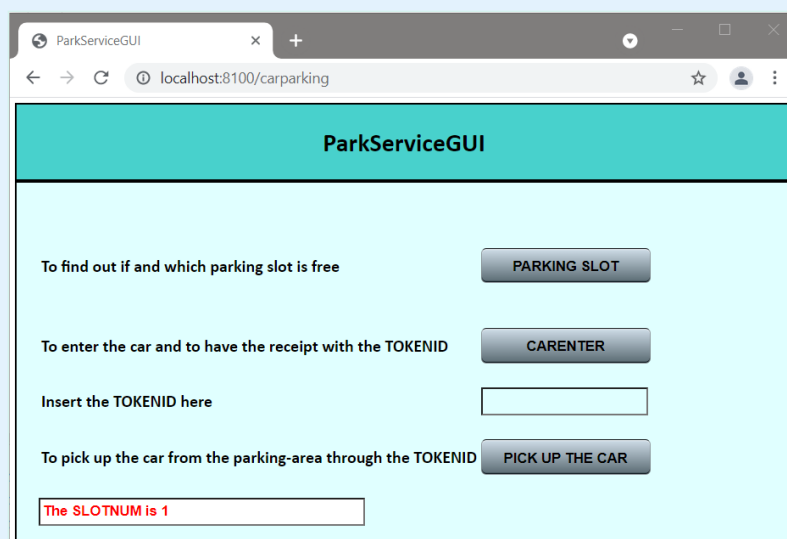 ParkServiceGUI
localhost:8100/carparking
ParkServiceGUI
To find out if and which parking slot is free PARKING SLOT
To enter the car and to have the receipt with the TOKENID CARENTER
Insert the TOKENID here
To pick up the car from the parking-area through the TOKENID PICK UP THE CAR
The SLOTNUM is 1